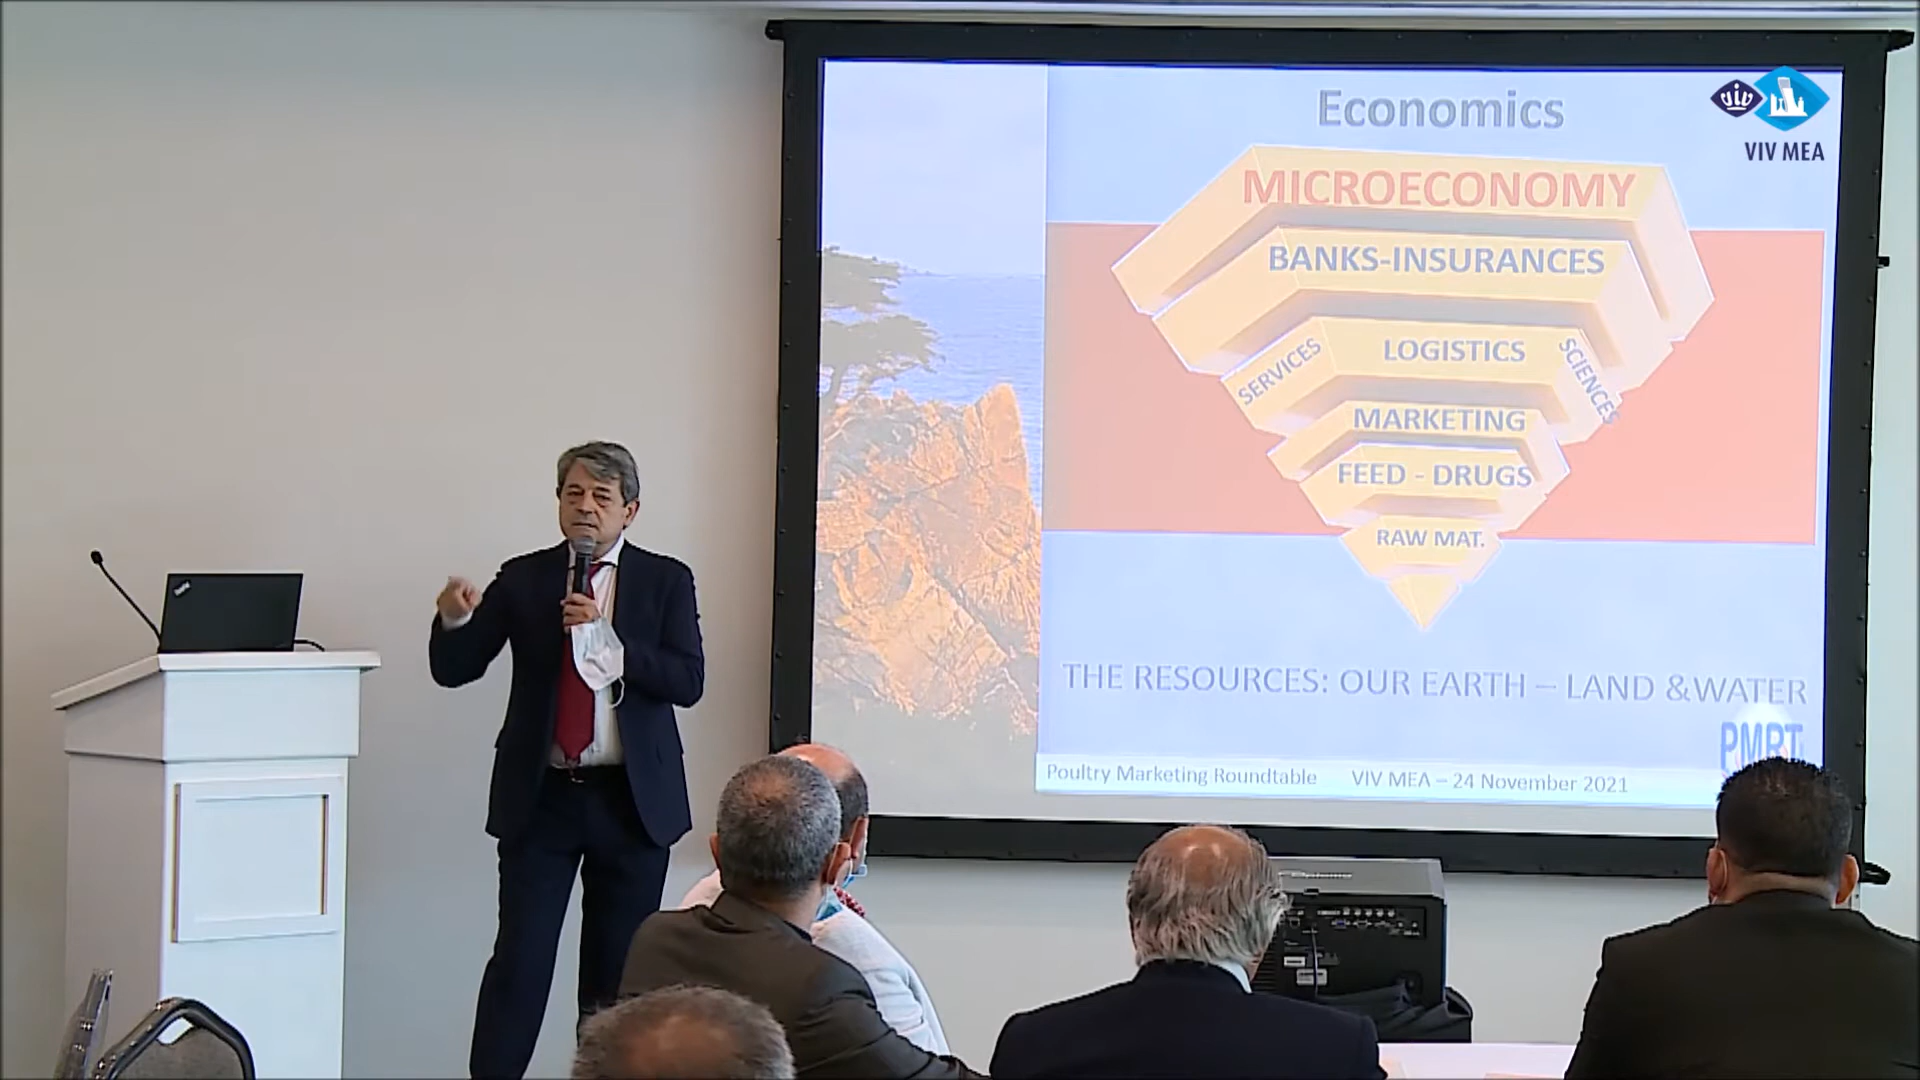 Economics
viv
VIV MEA
MICROECONOMY
BANKS-INSURANCES
SERVICES
LOGISTICS
SCIENCES
MARKETING
FEED - DRUGS
RAW MAT.
THE RESOURCES: OUR EARTH – LAND &WATER
PMRT
Poultry Marketing Roundtable VIV MEA – 24 November 2021